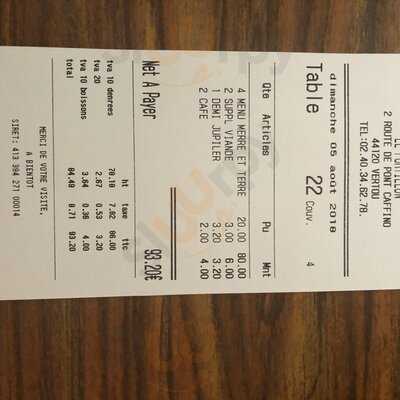 LE PORTILLON
2 ROUTE DE PONT CAFFINO
44120 VERTOU
TEL:02.40.34.62.78.
dimanche 05 août 2018
Table 22 Couv. 4
Qte Articles Pu Mnt
4 MENU MERRE ET TERRE 20.00 80.00
2 SUPPL VIANDE 3.00 6.00
1 DEMI JUPILER 3.20 3.20
2 CAFE 2.00 4.00
Net A Payer 93.20€
ht taxe ttc
tva 10 denrees 78.18 7.82 86.00
tva 20 2.67 0.53 3.20
tva 10 boissons 3.64 0.36 4.00
total 84.49 8.71 93.20
MERCI DE VOTRE VISITE,
A BIENTOT
SIRET: 413 394 271 00014